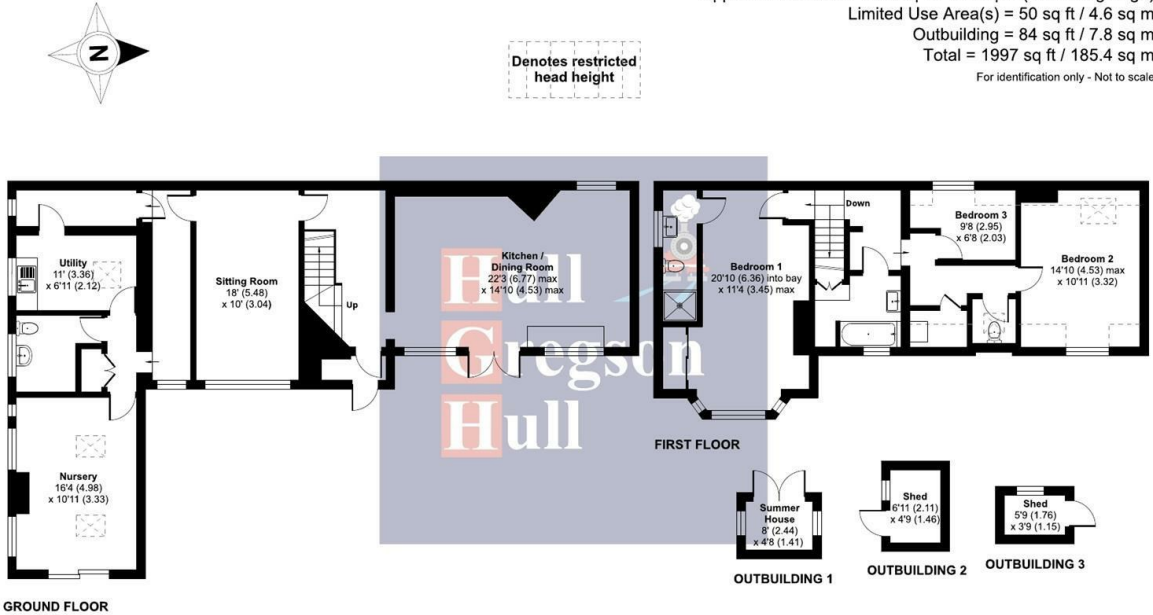 Limited Use Area(s) = 50 sq ft / 4.6 sq m
Outbuilding = 84 sq ft / 7.8 sq m
Total = 1997 sq ft / 185.4 sq m
For identification only - Not to scale
N
Denotes restricted
head height
Utility
11' (3.36)
x 6'11 (2.12)
Sitting Room
18' (5.48)
x 10' (3.04)
Up
Kitchen /
Dining Room
22'3 (6.77) max
x 14'10 (4.53) max
Nursery
16'4 (4.98)
x 10'11 (3.33)
GROUND FLOOR
Hull
Gregson
Hull
Bedroom 1
20'10 (6.36) into bay
x 11'4 (3.45) max
Down
Bedroom 3
9'8 (2.95)
x 6'8 (2.03)
Bedroom 2
14'10 (4.53) max
x 10'11 (3.32)
FIRST FLOOR
Summer
House
8' (2.44)
x 4'8 (1.41)
OUTBUILDING 1
Shed
6'11 (2.11)
x 4'9 (1.46)
OUTBUILDING 2
Shed
5'9 (1.76)
x 3'9 (1.15)
OUTBUILDING 3